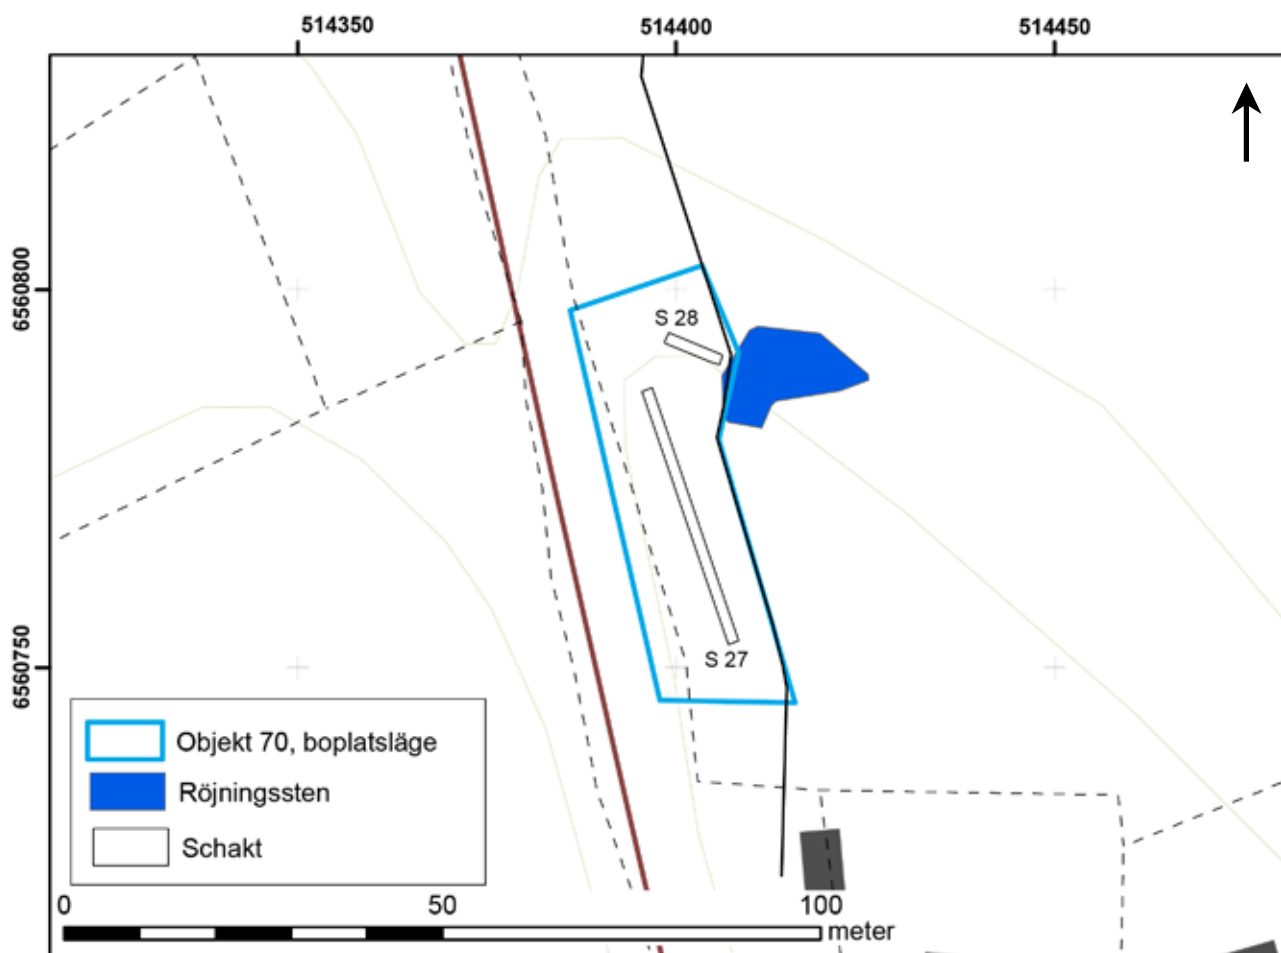 514350 514400 514450
6560800
S 28
S 27
6560750
Objekt 70, boplatsläge
Röjningssten
Schakt
0 50 100
meter